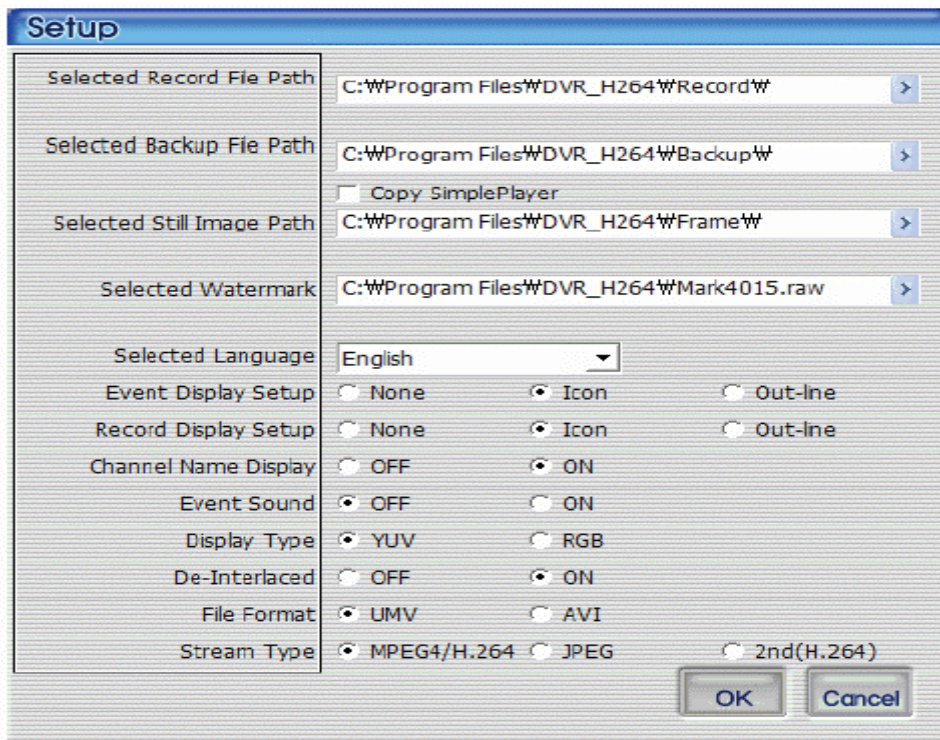 Setup
Selected Record File Path C:₩Program Files₩DVR_H264₩Record₩
Selected Backup File Path C:₩Program Files₩DVR_H264₩Backup₩
Copy SimplePlayer
Selected Still Image Path C:₩Program Files₩DVR_H264₩Frame₩
Selected Watermark C:₩Program Files₩DVR_H264₩Mark4015.raw
Selected Language English
Event Display Setup None Icon Out-line
Record Display Setup None Icon Out-line
Channel Name Display OFF ON
Event Sound OFF ON
Display Type YUV RGB
De-Interlaced OFF ON
File Format UMV AVI
Stream Type MPEG4/H.264 JPEG 2nd(H.264)
OK Cancel